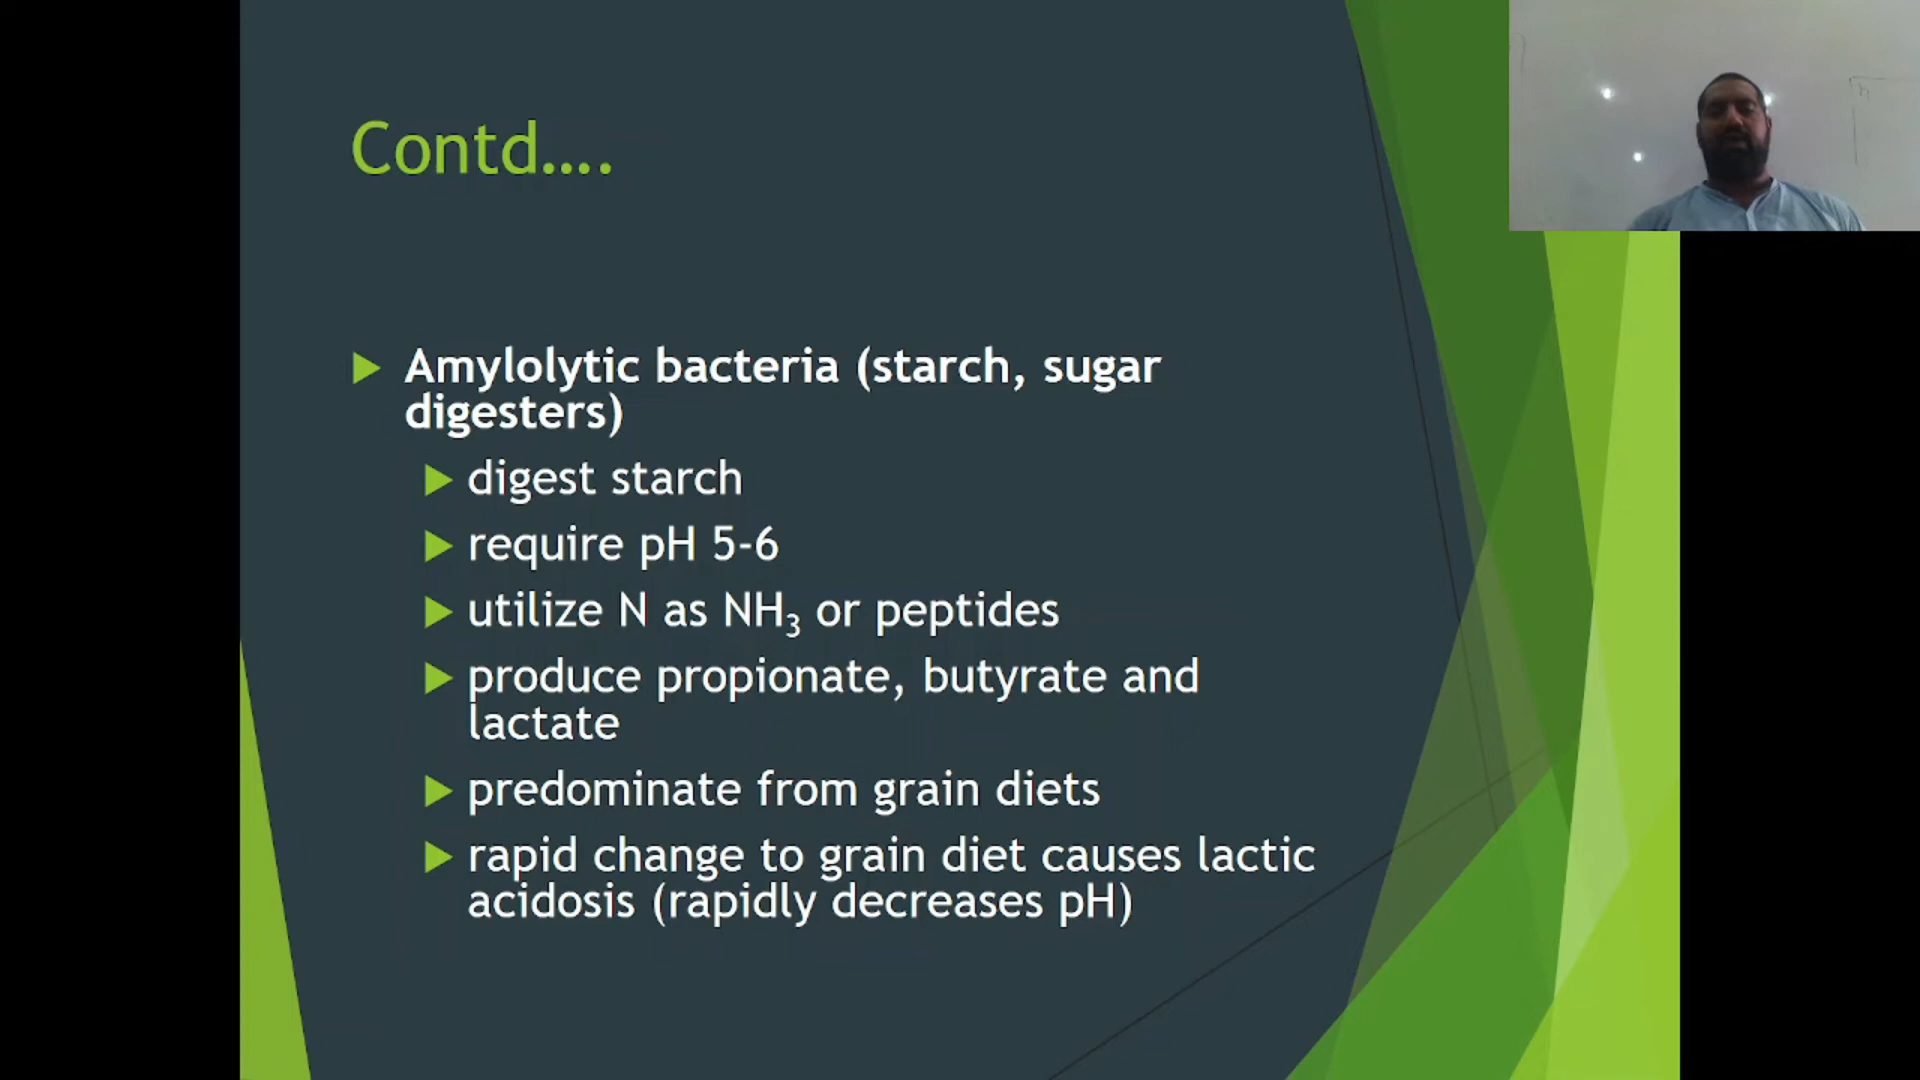 Contd....
Amylolytic bacteria (starch, sugar
digesters)
digest starch
require pH 5-6
utilize N as NH₃ or peptides
produce propionate, butyrate and
lactate
predominate from grain diets
rapid change to grain diet causes lactic
acidosis (rapidly decreases pH)